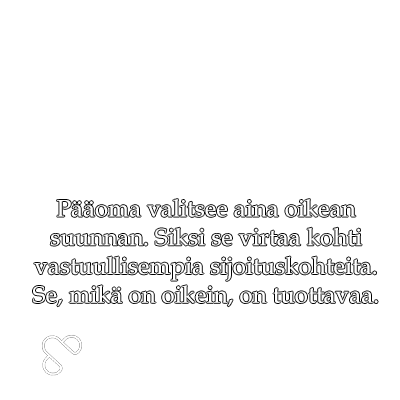 Pääoma valitsee aina oikean
suunnan. Siksi se virtaa kohti
vastuullisempia sijoituskohteita.
Se, mikä on oikein, on tuottavaa.